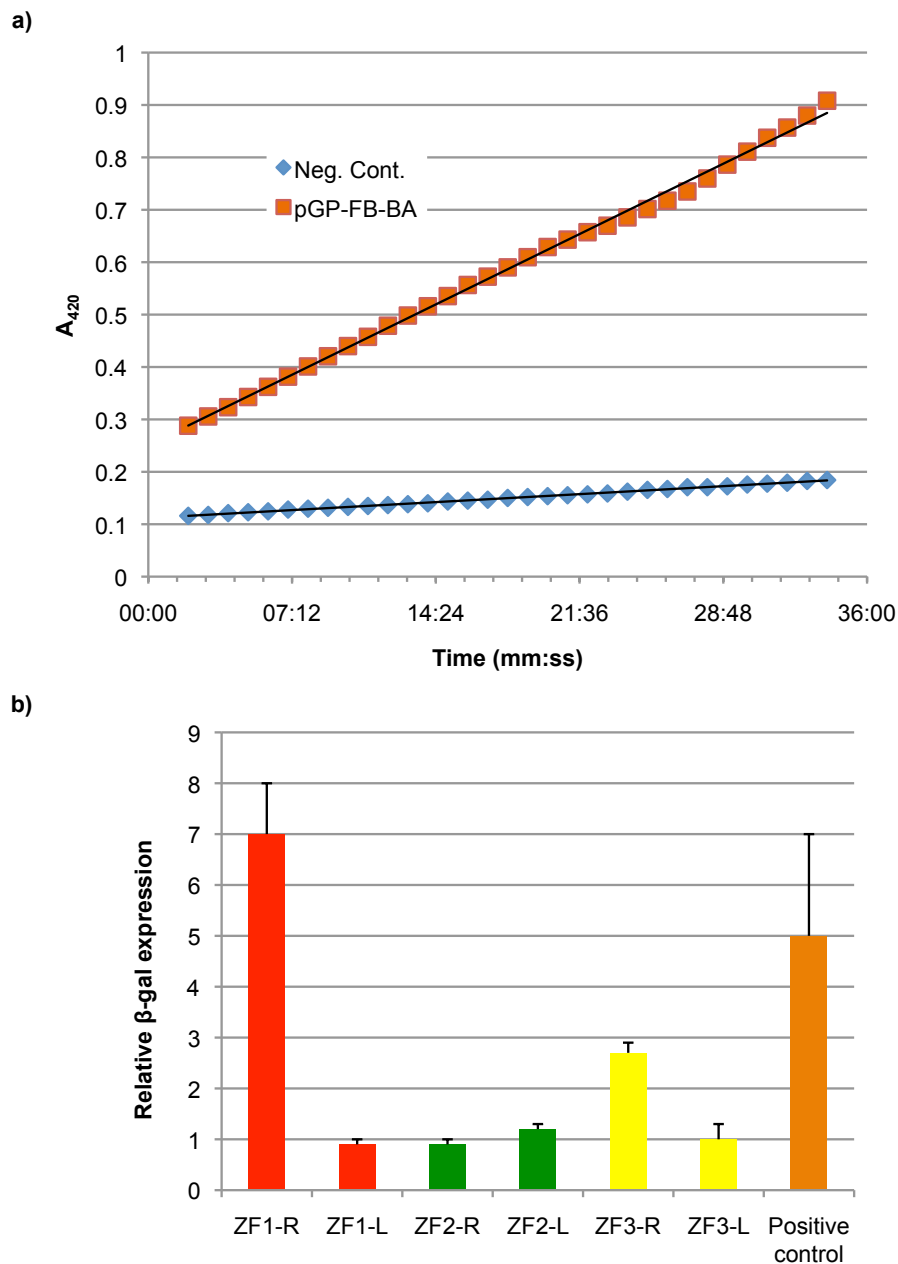 a)
1
0.9
0.8
0.7
0.6
0.5
0.4
0.3
0.2
0.1
0
A420
Neg. Cont.
pGP-FB-BA
00:00 07:12 14:24 21:36 28:48 36:00
Time (mm:ss)
b)
9
8
7
6
5
4
3
2
1
0
Relative β-gal expression
ZF1-R ZF1-L ZF2-R ZF2-L ZF3-R ZF3-L Positive
control